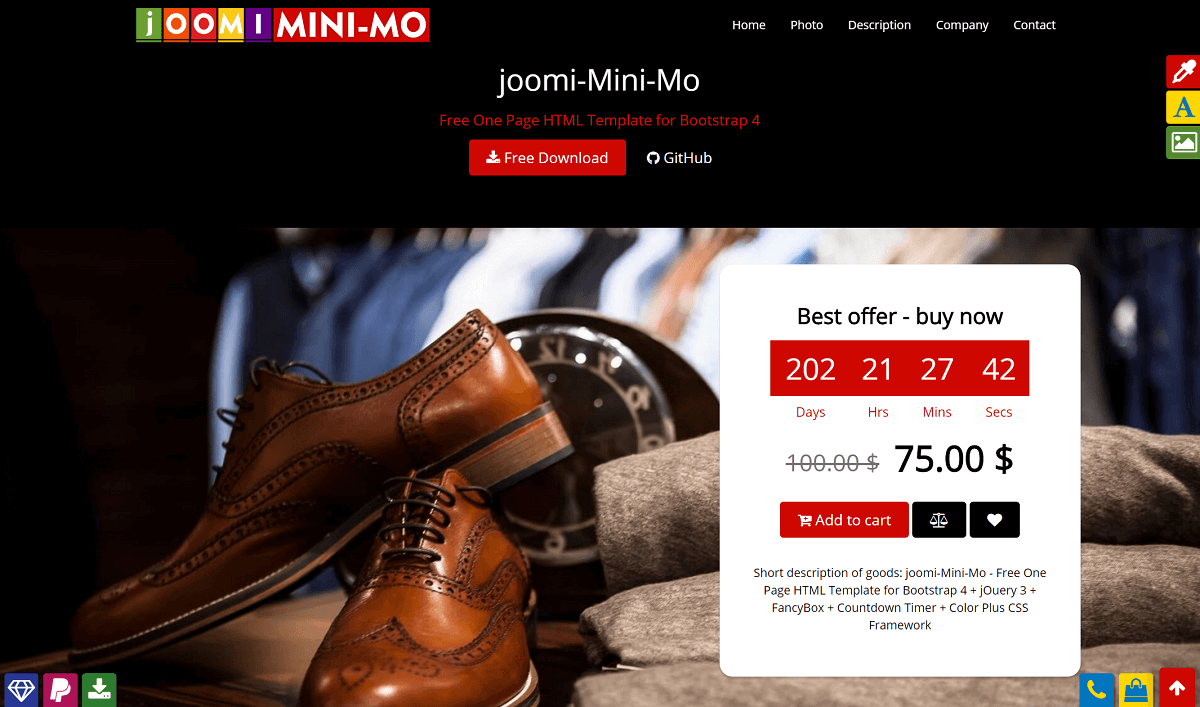 jOOMI MINI-MO
Home Photo Description Company Contact
joomi-Mini-Mo
Free One Page HTML Template for Bootstrap 4
Free Download GitHub
A
Best offer - buy now
202 21 27 42
Days Hrs Mins Secs
100.00 $ 75.00 $
Add to cart
Short description of goods: joomi-Mini-Mo - Free One
Page HTML Template for Bootstrap 4 + jQuery 3 +
FancyBox + Countdown Timer + Color Plus CSS
Framework